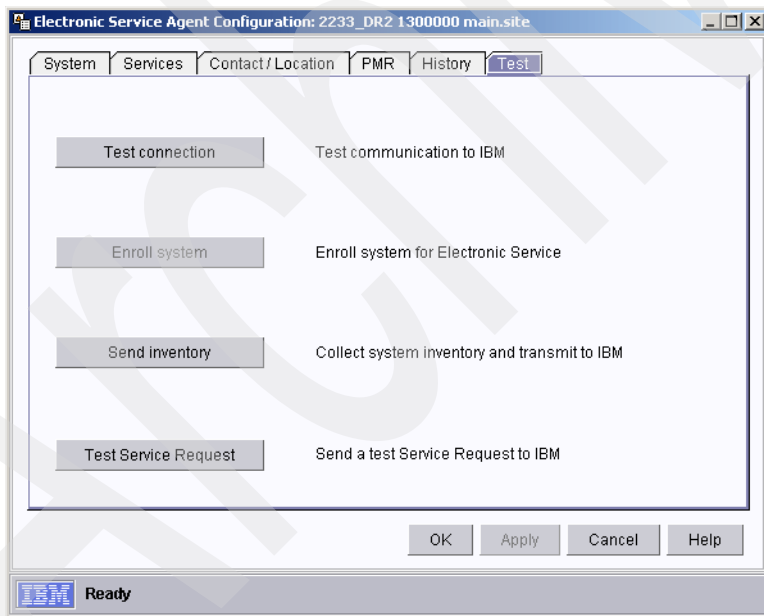 Electronic Service Agent Configuration: 2233_DR2 1300000 main.site
System Services Contact / Location PMR History Test
Test connection Test communication to IBM
Enroll system Enroll system for Electronic Service
Send inventory Collect system inventory and transmit to IBM
Test Service Request Send a test Service Request to IBM
OK Apply Cancel Help
IBM Ready